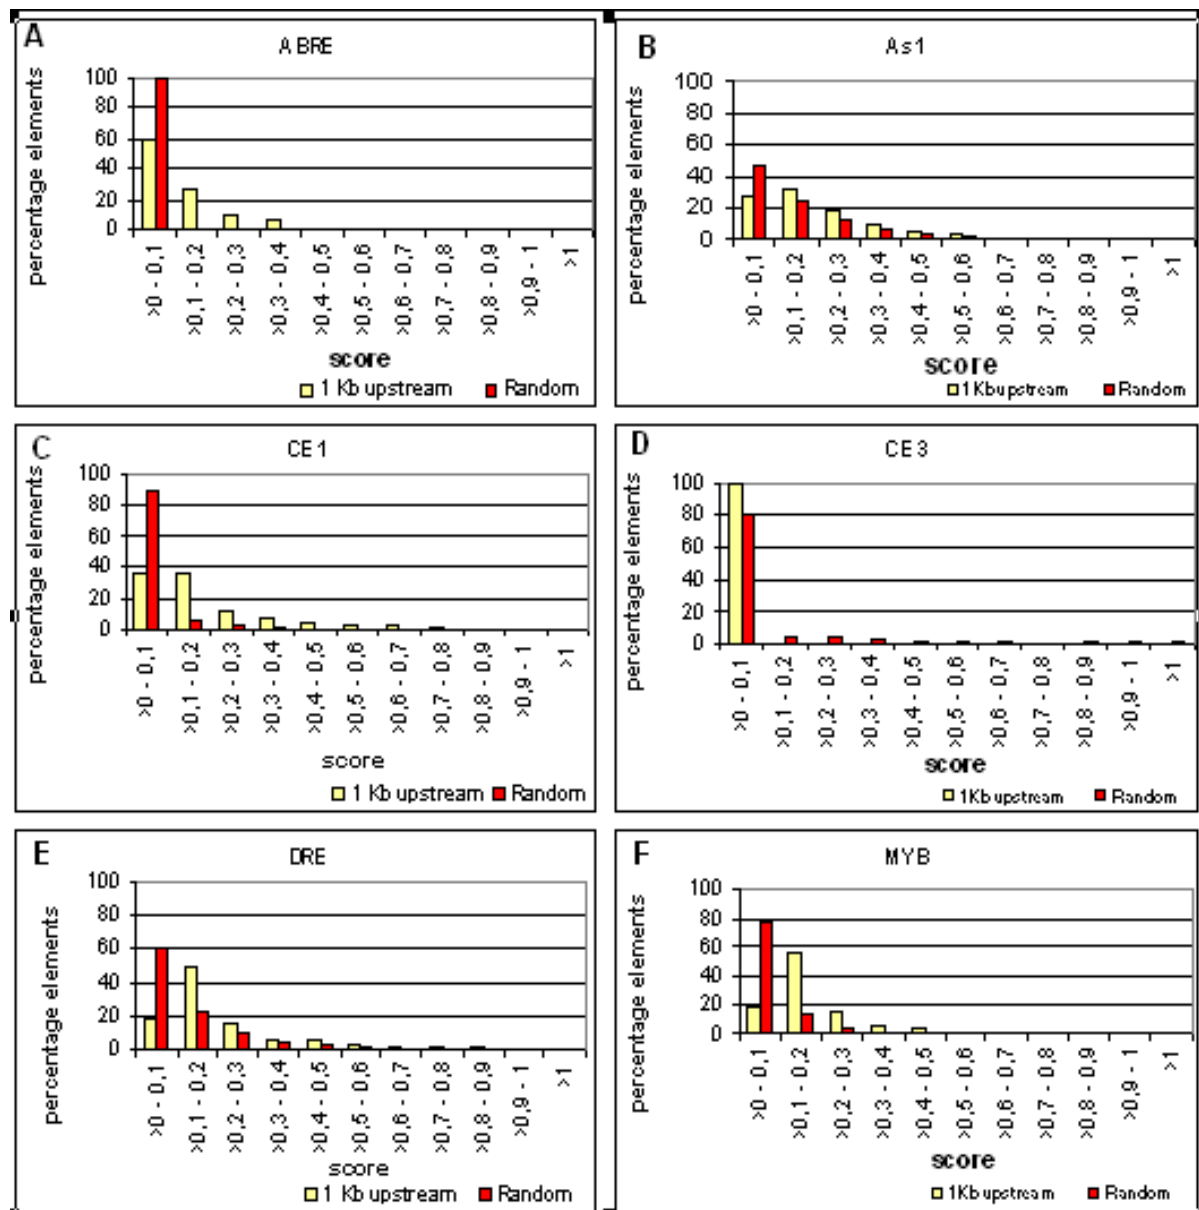 A
ABRE
percentage elements
100
80
60
40
20
0
>0 - 0,1
>0,1 - 0,2
>0,2 - 0,3
>0,3 - 0,4
>0,4 - 0,5
>0,5 - 0,6
>0,6 - 0,7
>0,7 - 0,8
>0,8 - 0,9
>0,9 - 1
>1
score
1 Kb upstream Random
B
As1
percentage elements
100
80
60
40
20
0
>0 - 0,1
>0,1 - 0,2
>0,2 - 0,3
>0,3 - 0,4
>0,4 - 0,5
>0,5 - 0,6
>0,6 - 0,7
>0,7 - 0,8
>0,8 - 0,9
>0,9 - 1
>1
score
1Kb upstream Random
C
CE1
percentage elements
100
80
60
40
20
0
>0 - 0,1
>0,1 - 0,2
>0,2 - 0,3
>0,3 - 0,4
>0,4 - 0,5
>0,5 - 0,6
>0,6 - 0,7
>0,7 - 0,8
>0,8 - 0,9
>0,9 - 1
>1
score
1 Kb upstream Random
D
CE3
percentage elements
100
80
60
40
20
0
>0 - 0,1
>0,1 - 0,2
>0,2 - 0,3
>0,3 - 0,4
>0,4 - 0,5
>0,5 - 0,6
>0,6 - 0,7
>0,7 - 0,8
>0,8 - 0,9
>0,9 - 1
>1
score
1Kb upstream Random
E
DRE
percentage elements
100
80
60
40
20
0
>0 - 0,1
>0,1 - 0,2
>0,2 - 0,3
>0,3 - 0,4
>0,4 - 0,5
>0,5 - 0,6
>0,6 - 0,7
>0,7 - 0,8
>0,8 - 0,9
>0,9 - 1
>1
score
1 Kb upstream Random
F
MYB
percentage elements
100
80
60
40
20
0
>0 - 0,1
>0,1 - 0,2
>0,2 - 0,3
>0,3 - 0,4
>0,4 - 0,5
>0,5 - 0,6
>0,6 - 0,7
>0,7 - 0,8
>0,8 - 0,9
>0,9 - 1
>1
score
1Kb upstream Random